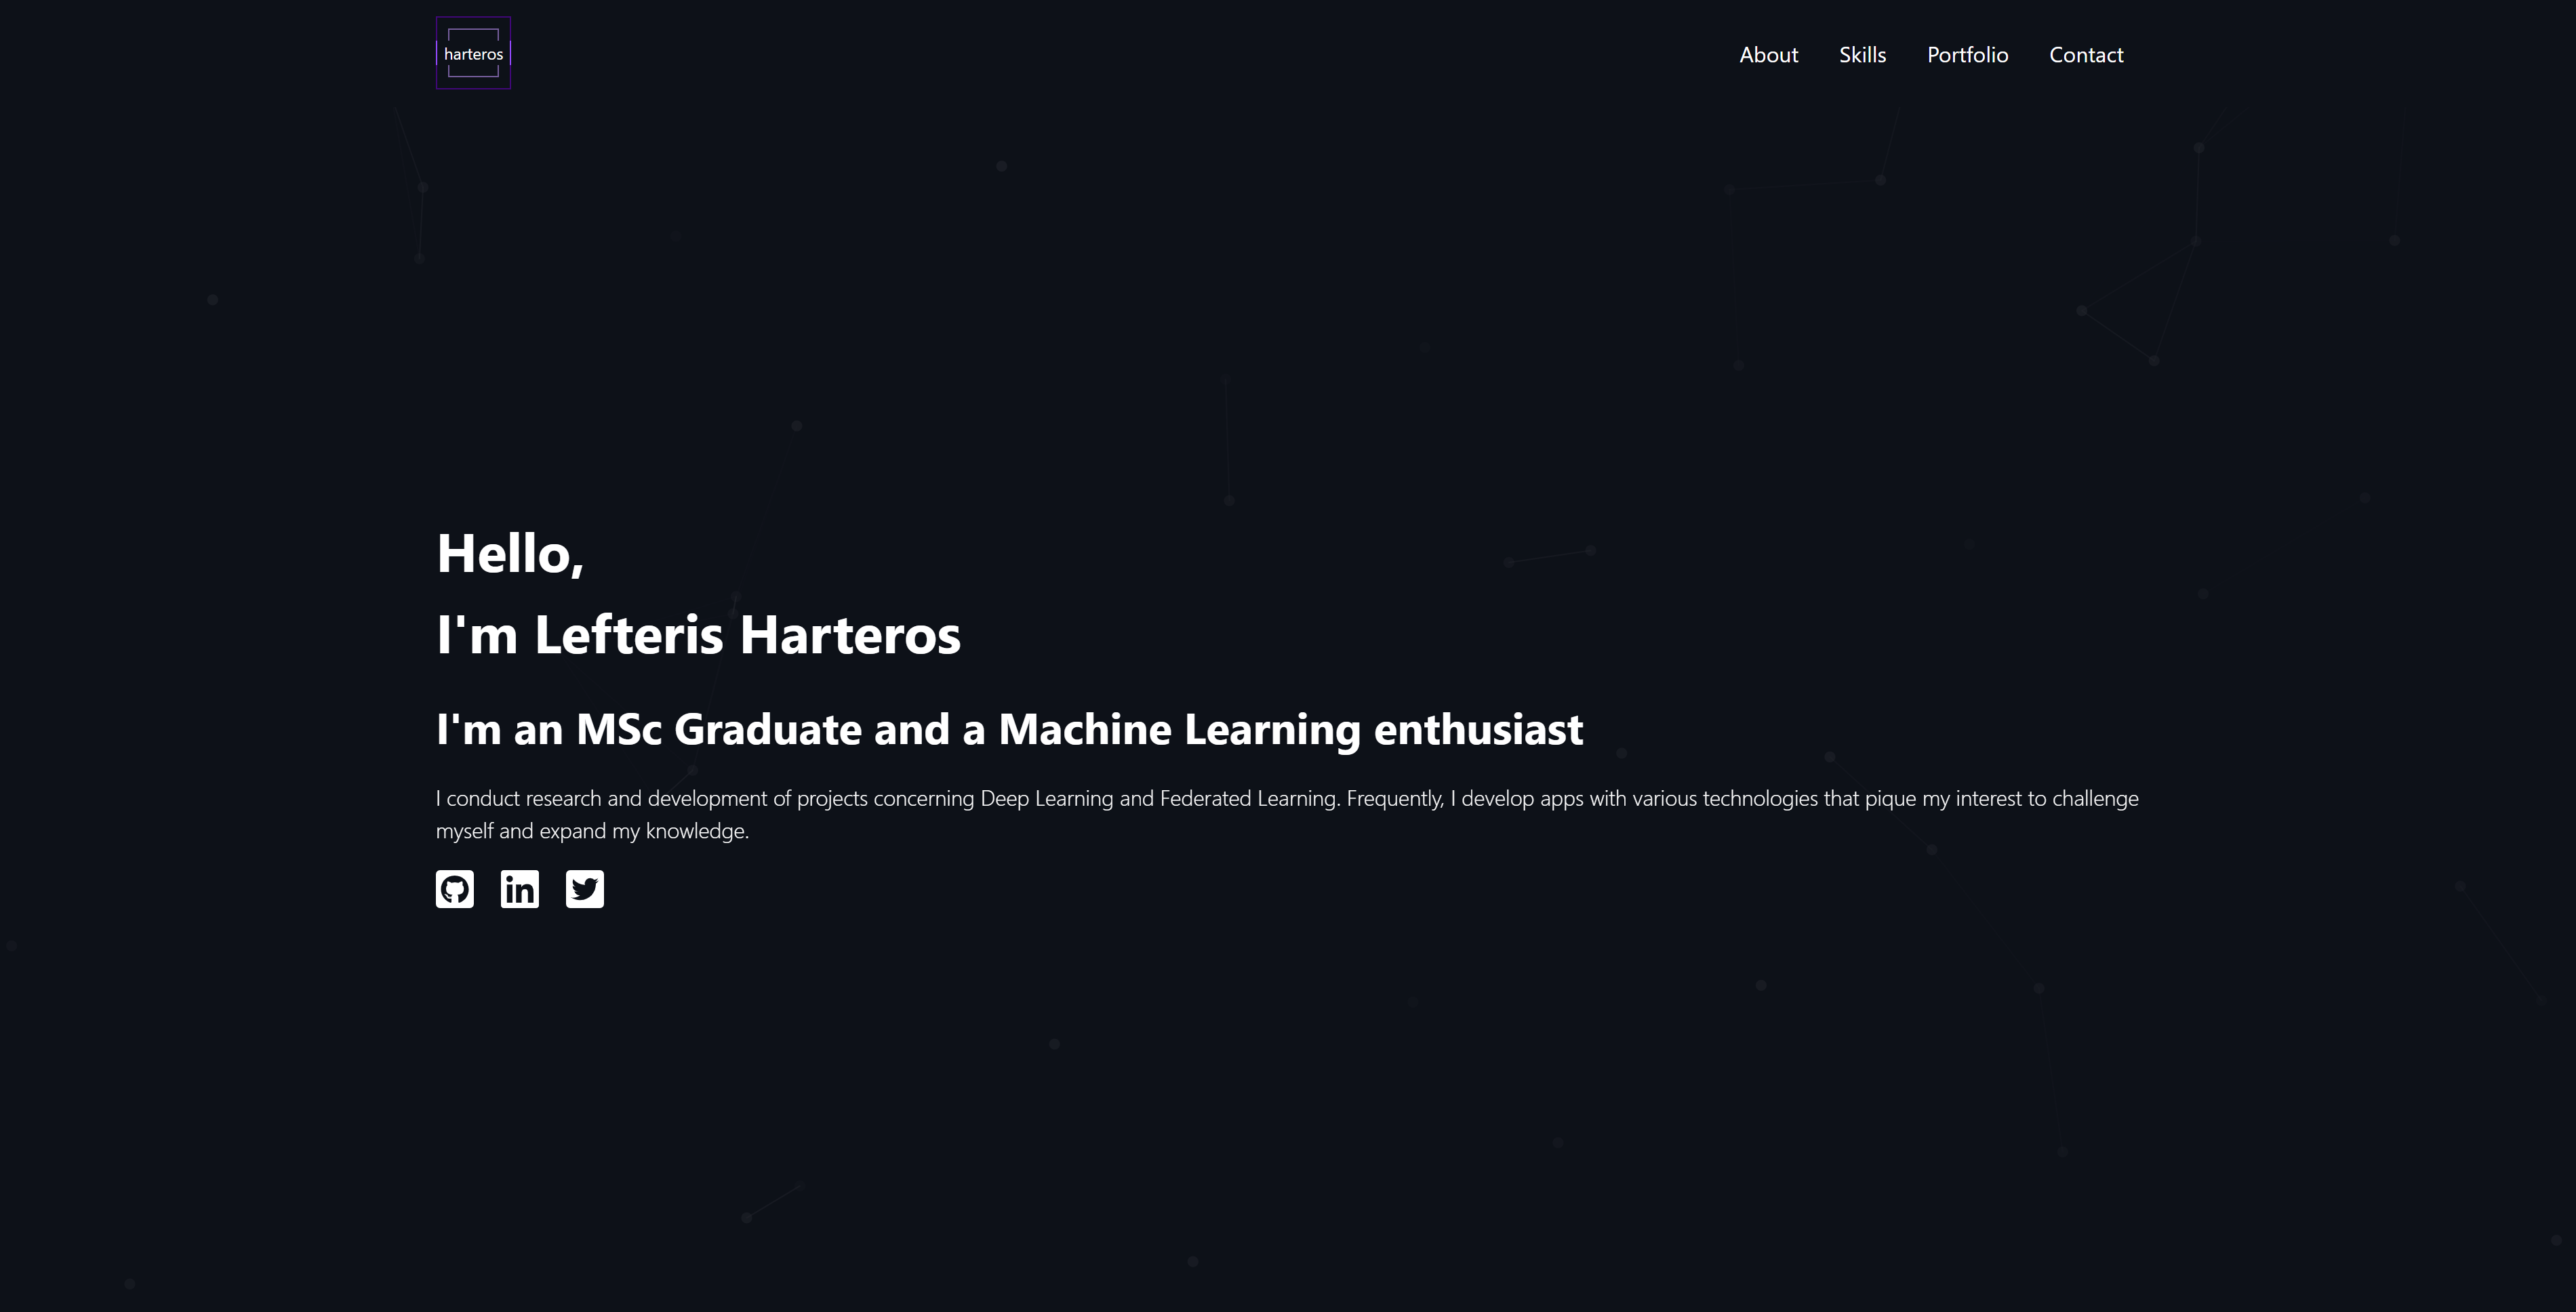 harteros
About Skills Portfolio Contact
Hello,
I'm Lefteris Harteros
I'm an MSc Graduate and a Machine Learning enthusiast
I conduct research and development of projects concerning Deep Learning and Federated Learning. Frequently, I develop apps with various technologies that pique my interest to challenge
myself and expand my knowledge.
in